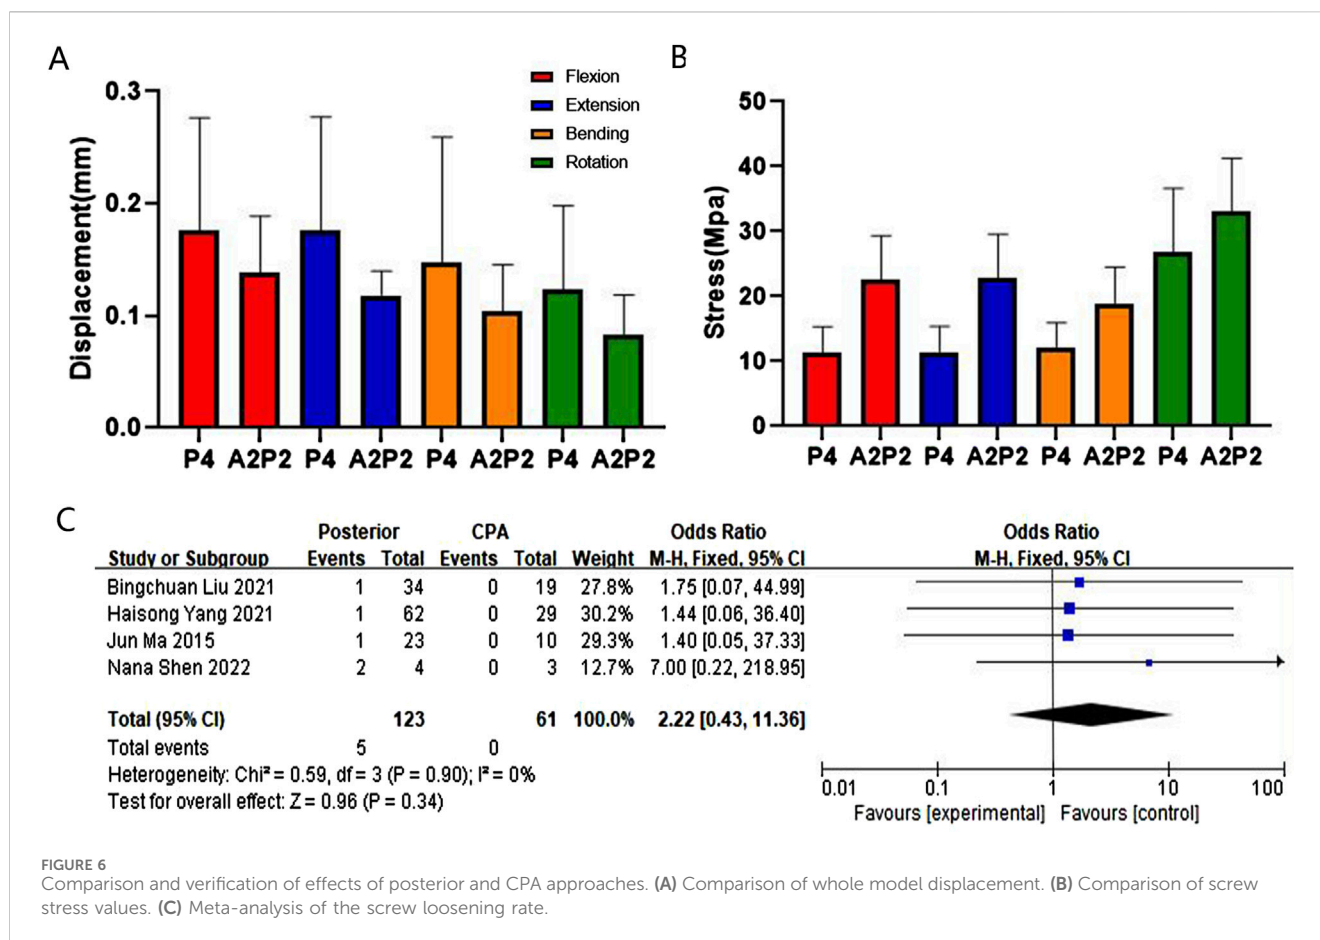 A
0.3
0.2
0.1
0.0
Displacement(mm)
Flexion
Extension
Bending
Rotation
P4 A2P2 P4 A2P2 P4 A2P2 P4 A2P2
B
50
40
30
20
10
0
Stress(Mpa)
P4 A2P2 P4 A2P2 P4 A2P2 P4 A2P2
C
Posterior CPA Odds Ratio Odds Ratio
Study or Subgroup Events Total Events Total Weight M-H, Fixed, 95% CI M-H, Fixed, 95% CI
Bingchuan Liu 2021 1 34 0 19 27.8% 1.75 [0.07, 44.99]
Haisong Yang 2021 1 62 0 29 30.2% 1.44 [0.06, 36.40]
Jun Ma 2015 1 23 0 10 29.3% 1.40 [0.05, 37.33]
Nana Shen 2022 2 4 0 3 12.7% 7.00 [0.22, 218.95]
Total (95% CI) 123 61 100.0% 2.22 [0.43, 11.36]
Total events 5 0
Heterogeneity: Chi² = 0.59, df = 3 (P = 0.90); I² = 0%
Test for overall effect: Z = 0.96 (P = 0.34)
0.01 0.1 1 10 100
Favours [experimental] Favours [control]
FIGURE 6
Comparison and verification of effects of posterior and CPA approaches. (A) Comparison of whole model displacement. (B) Comparison of screw
stress values. (C) Meta-analysis of the screw loosening rate.